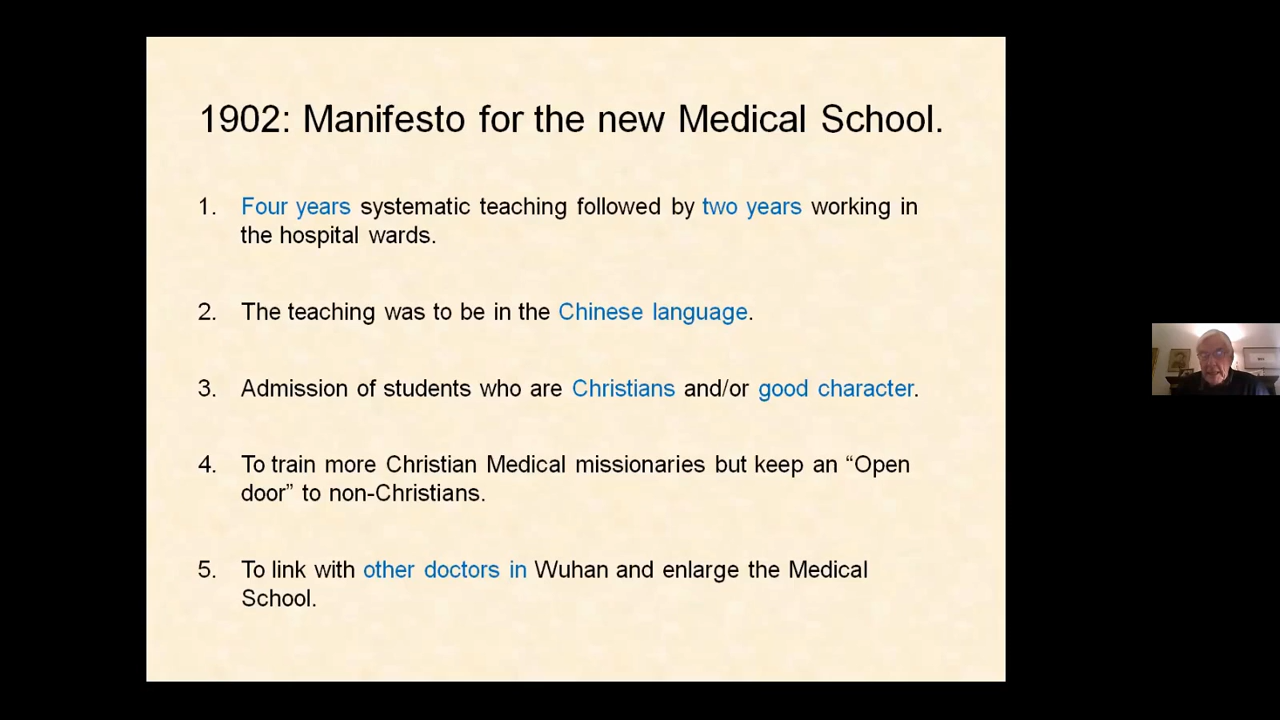 1902: Manifesto for the new Medical School.
1. Four years systematic teaching followed by two years working in
the hospital wards.
2. The teaching was to be in the Chinese language.
3. Admission of students who are Christians and/or good character.
4. To train more Christian Medical missionaries but keep an “Open
door” to non-Christians.
5. To link with other doctors in Wuhan and enlarge the Medical
School.